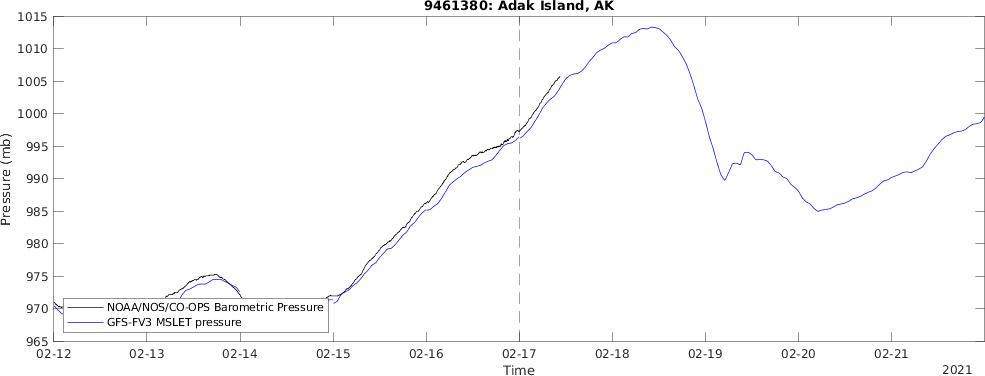 9461380: Adak Island, AK
Pressure (mb)
1015
1010
1005
1000
995
990
985
980
975
970
965
NOAA/NOS/CO-OPS Barometric Pressure
GFS-FV3 MSLET pressure
02-12 02-13 02-14 02-15 02-16 02-17 02-18 02-19 02-20 02-21
Time
2021